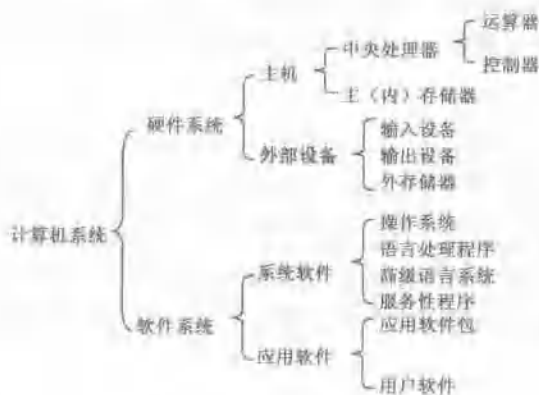 运算器
中央处理器
控制器
主机
主（内）存储器
硬件系统
输入设备
外部设备
输出设备
外存储器
计算机系统
操作系统
语言处理程序
系统软件
高级语言系统
服务性程序
软件系统
应用软件包
应用软件
用户软件